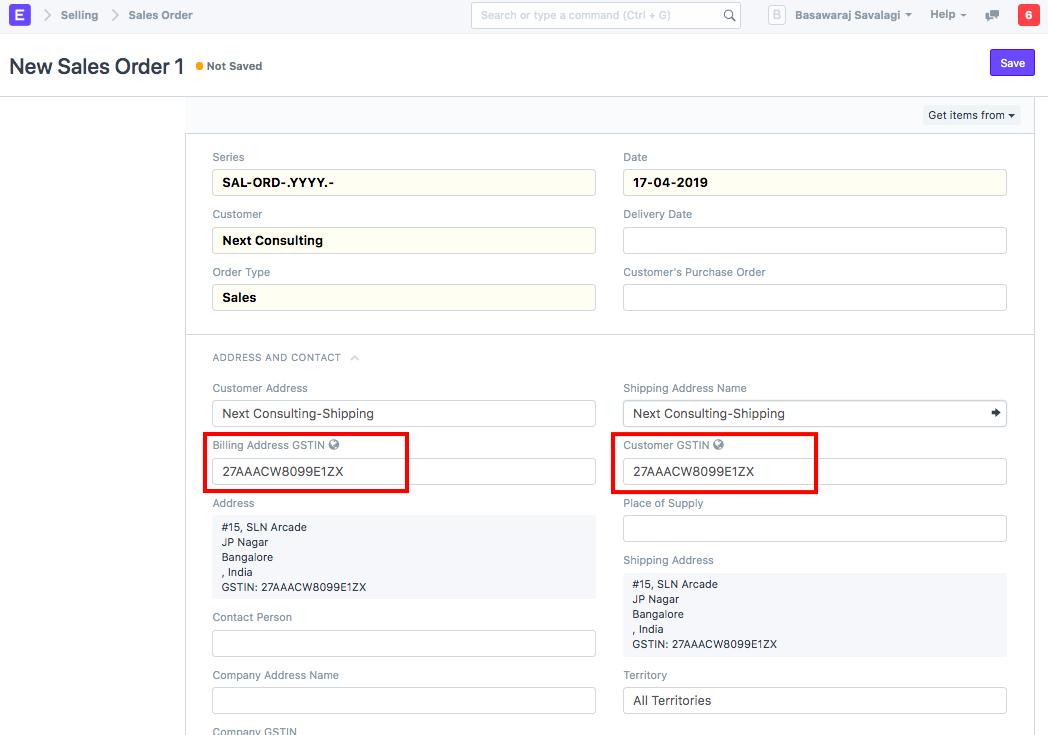 E Selling Sales Order Search or type a command (Ctrl + G) B Basawaraj Savalagi Help 6
New Sales Order 1 Not Saved Save
Get items from
Series Date
SAL-ORD-.YYYY.- 17-04-2019
Customer Delivery Date
Next Consulting
Order Type Customer's Purchase Order
Sales
ADDRESS AND CONTACT
Customer Address Shipping Address Name
Next Consulting-Shipping Next Consulting-Shipping
Billing Address GSTIN Customer GSTIN
27AAACW8099E1ZX 27AAACW8099E1ZX
Address Place of Supply
#15, SLN Arcade
JP Nagar
Bangalore
, India
GSTIN: 27AAACW8099E1ZX
Shipping Address
#15, SLN Arcade
JP Nagar
Bangalore
, India
GSTIN: 27AAACW8099E1ZX
Contact Person
Company Address Name Territory
All Territories
Company GSTIN